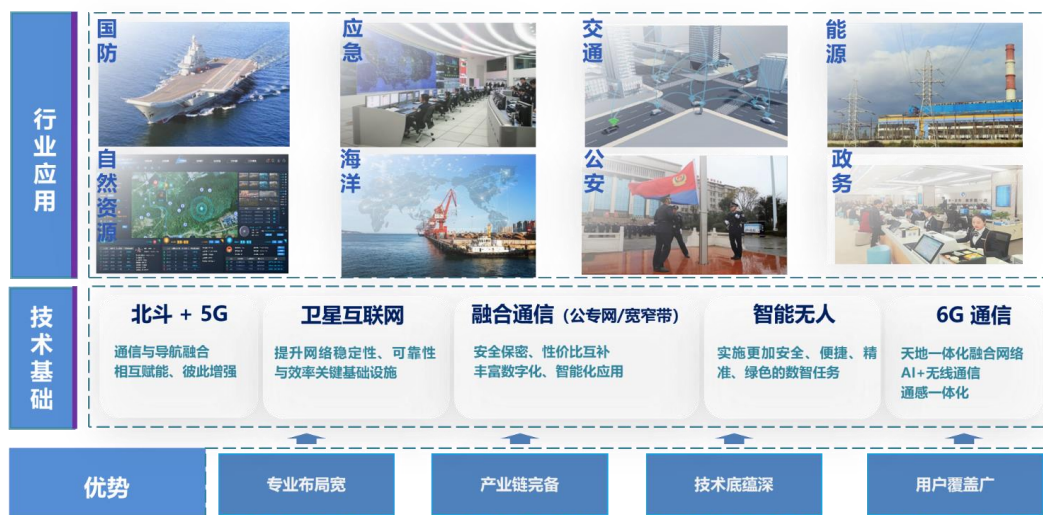 行业应用
国防
应急
交通
能源
自然资源
海洋
公安
政务
技术基础
北斗 + 5G
通信与导航融合
相互赋能、彼此增强
卫星互联网
提升网络稳定性、可靠性
与效率关键基础设施
融合通信（公专网/宽窄带）
安全保密、性价比互补
丰富数字化、智能化应用
智能无人
实施更加安全、便捷、精
准、绿色的数智任务
6G 通信
天地一体化融合网络
AI+无线通信
通感一体化
优势
专业布局宽
产业链完备
技术底蕴深
用户覆盖广